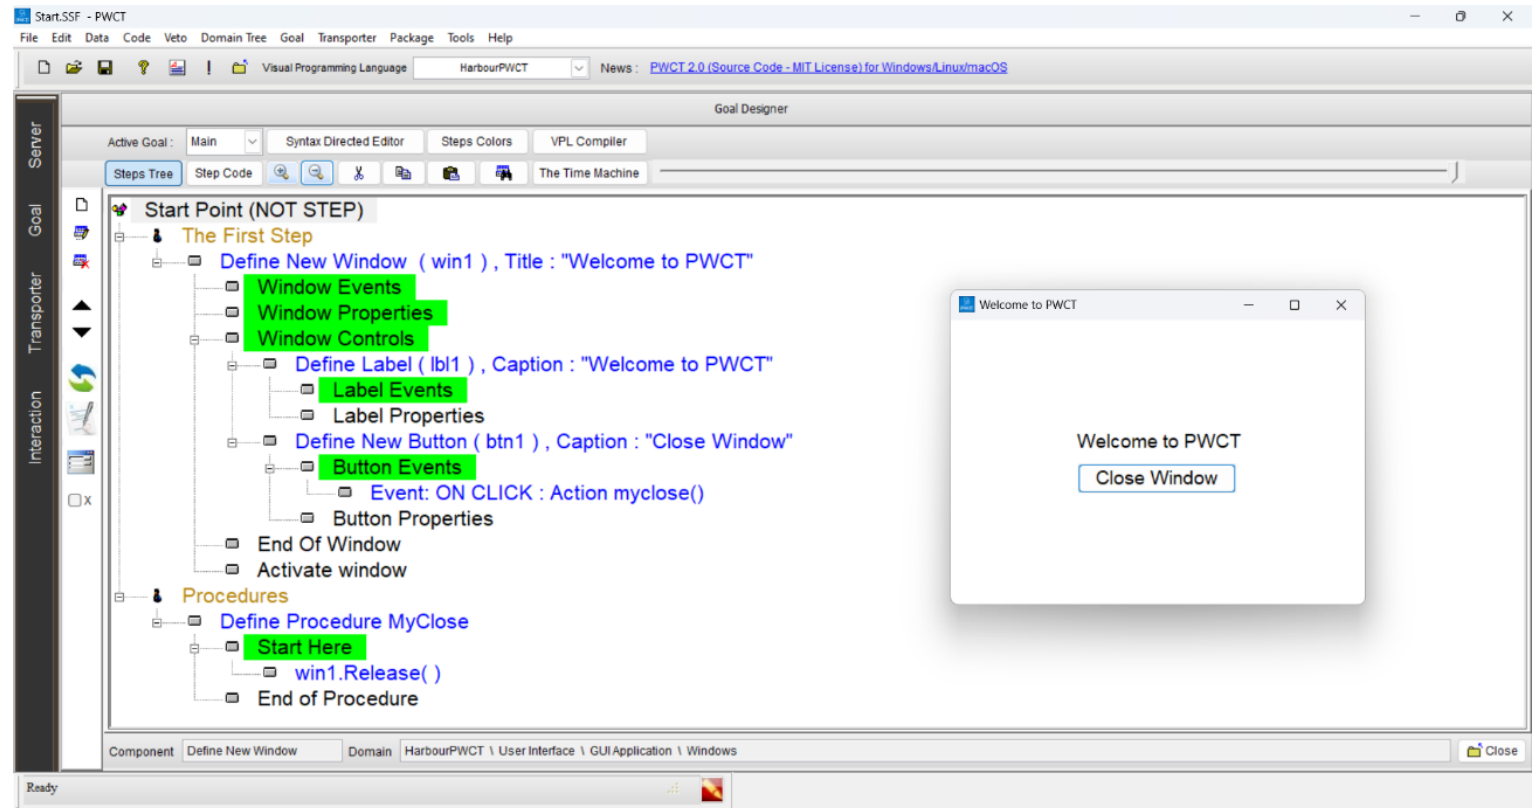 Start.SSF - PWCT
File Edit Data Code Veto Domain Tree Goal Transporter Package Tools Help
Visual Programming Language HarbourPWCT News : PWCT 2.0 (Source Code - MIT License) for Windows/Linux/macOS
Goal Designer
Server
Goal
Transporter
Interaction
Active Goal : Main Syntax Directed Editor Steps Colors VPL Compiler
Steps Tree Step Code The Time Machine
X
Start Point (NOT STEP)
The First Step
Define New Window ( win1 ) , Title : "Welcome to PWCT"
Window Events
Window Properties
Window Controls
Define Label ( lbl1 ) , Caption : "Welcome to PWCT"
Label Events
Label Properties
Define New Button ( btn1 ) , Caption : "Close Window"
Button Events
Event: ON CLICK : Action myclose()
Button Properties
End Of Window
Activate window
Procedures
Define Procedure MyClose
Start Here
win1.Release( )
End of Procedure
Welcome to PWCT
Welcome to PWCT
Close Window
Component Define New Window Domain HarbourPWCT \ User Interface \ GUI Application \ Windows Close
Ready